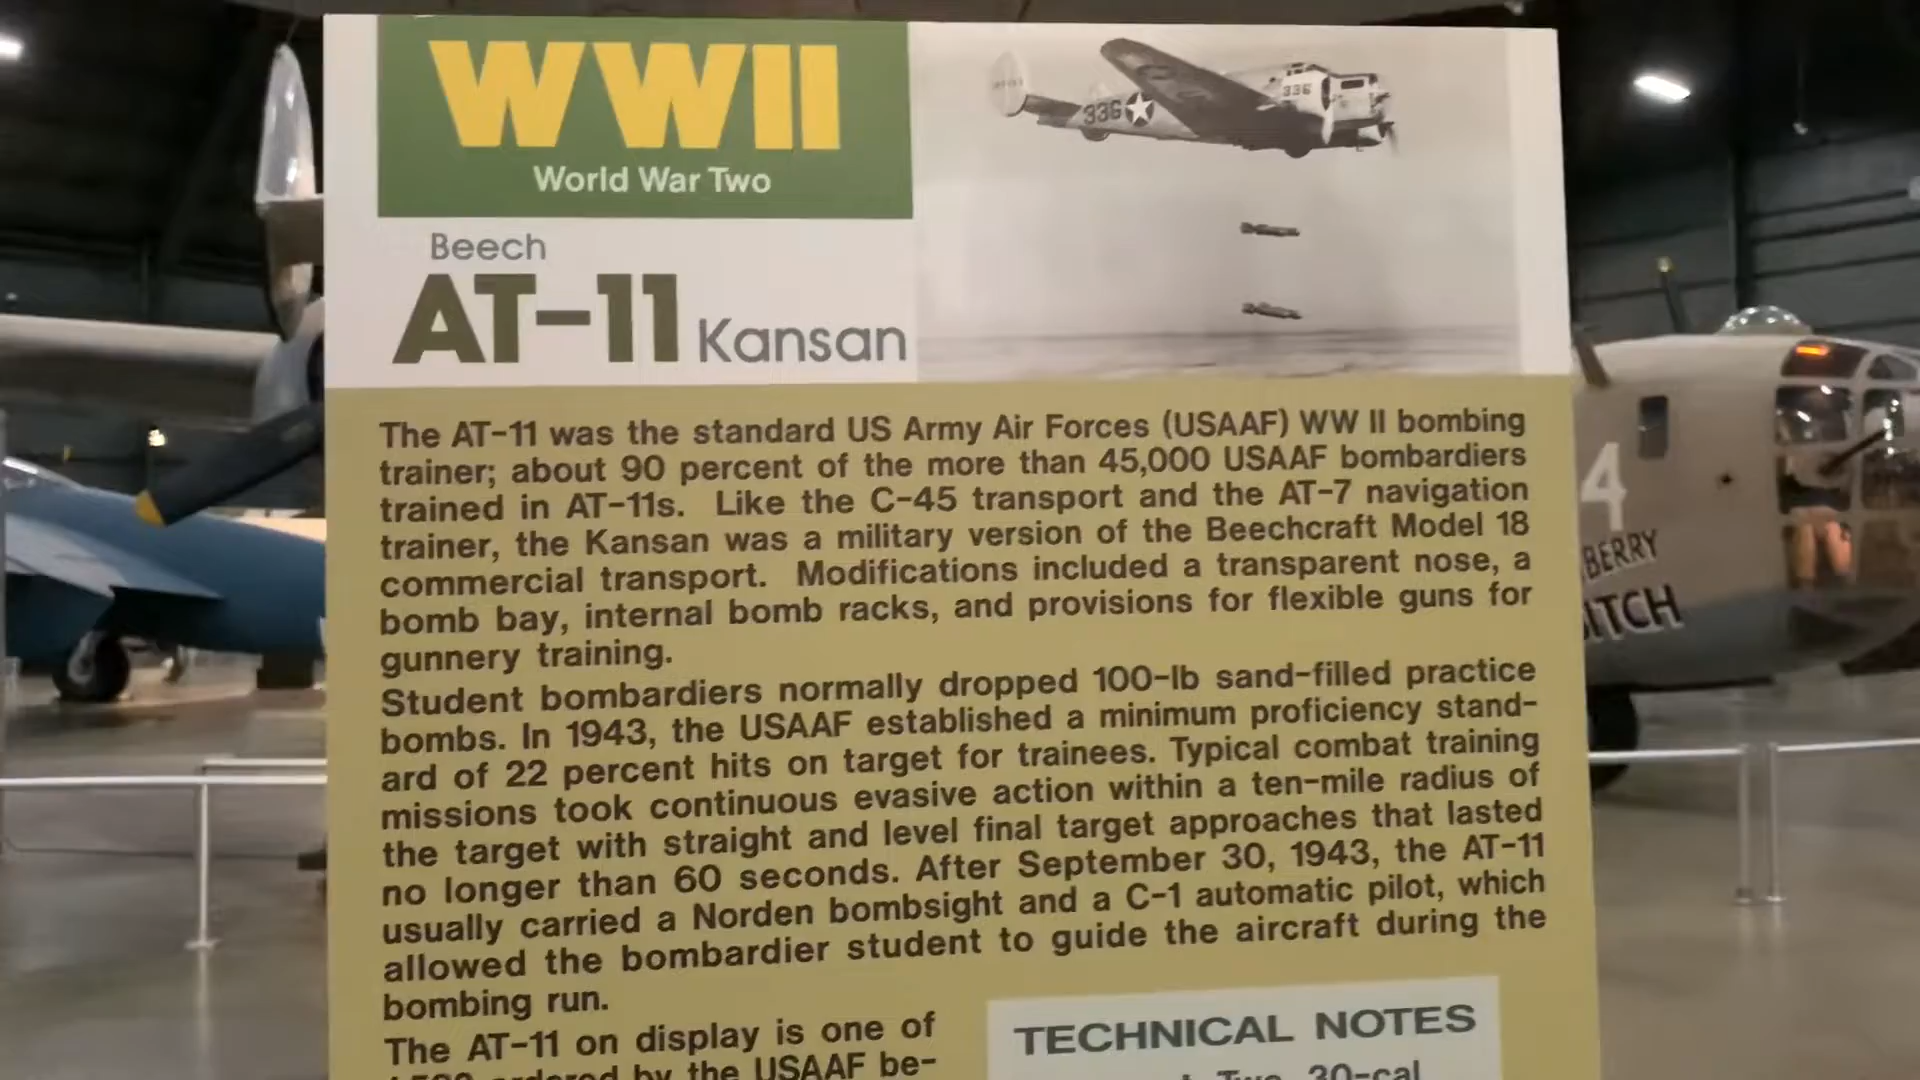 WWII
World War Two
Beech
AT-11 Kansan
336
336
The AT-11 was the standard US Army Air Forces (USAAF) WW II bombing
trainer; about 90 percent of the more than 45,000 USAAF bombardiers
trained in AT-11s. Like the C-45 transport and the AT-7 navigation
trainer, the Kansan was a military version of the Beechcraft Model 18
commercial transport. Modifications included a transparent nose, a
bomb bay, internal bomb racks, and provisions for flexible guns for
gunnery training.
Student bombardiers normally dropped 100-lb sand-filled practice
bombs. In 1943, the USAAF established a minimum proficiency stand-
ard of 22 percent hits on target for trainees. Typical combat training
missions took continuous evasive action within a ten-mile radius of
the target with straight and level final target approaches that lasted
no longer than 60 seconds. After September 30, 1943, the AT-11
usually carried a Norden bombsight and a C-1 automatic pilot, which
allowed the bombardier student to guide the aircraft during the
bombing run.
The AT-11 on display is one of
ordered by the USAAF be-
TECHNICAL NOTES
Two 30-cal
4
BERRY
ITCH